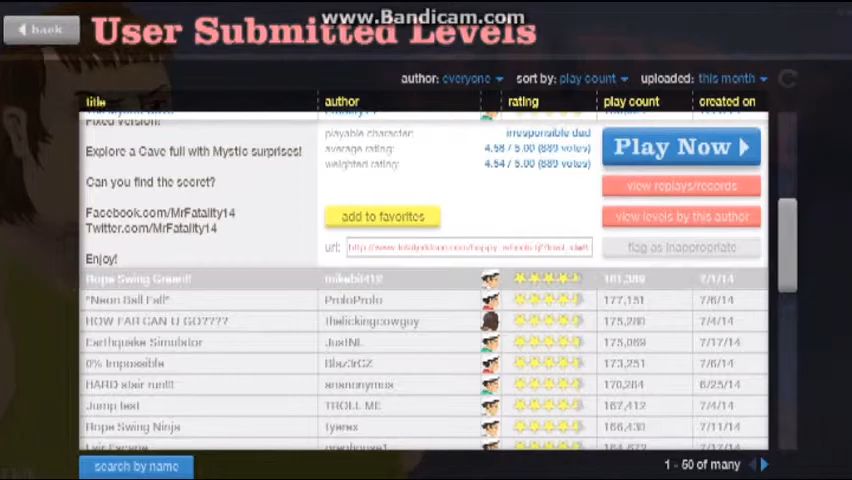 www.Bandicam.com
back
User Submitted Levels
author: everyone sort by: play count uploaded: this month
title author rating play count created on
Fixed version!
Explore a Cave full with Mystic surprises!
Can you find the secret?
Facebook.com/MrFatality14
Twitter.com/MrFatality14
Enjoy!
playable character: irresponsible dad
average rating: 4.58 / 5.00 (889 votes)
weighted rating: 4.54 / 5.00 (889 votes)
add to favorites
url:
Play Now
view replays/records
view levels by this author
flag as inappropriate
Rope Swing Green!! 7/1/14
"Neon Ball Fall" ProloProlo 177,151 7/6/14
HOW FAR CAN U GO???? thelickingcowguy 175,280 7/4/14
Earthquake Simulator JustNL 175,069 7/17/14
0% Impossible 173,251 7/6/14
HARD stair run!!! ananonymus 170,284 6/25/14
Jump test TROLL ME 167,412 7/4/14
Rope Swing Ninja tyerex 166,430 7/11/14
search by name
1 - 50 of many